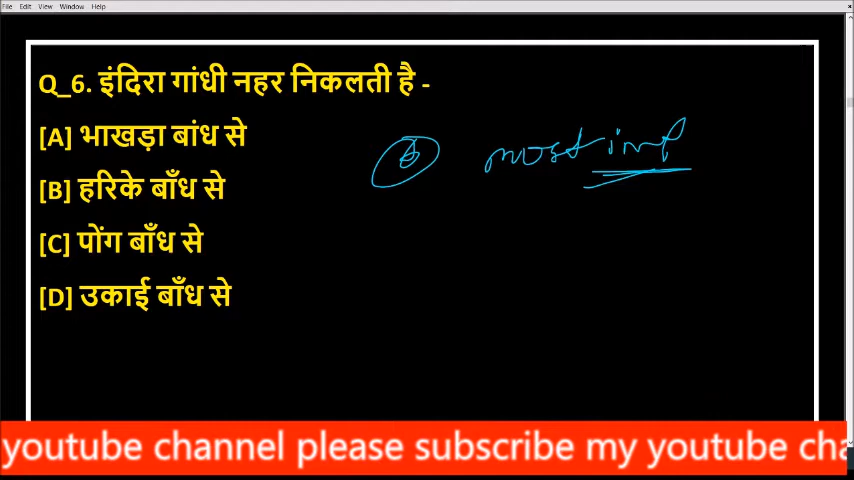 File Edit View Window Help
Q_6. इंदिरा गांधी नहर निकलती है -
[A] भाखड़ा बांध से
most imp
[B] हरिके बाँध से
[C] पोंग बाँध से
[D] उकाई बाँध से
youtube channel please subscribe my youtube cha